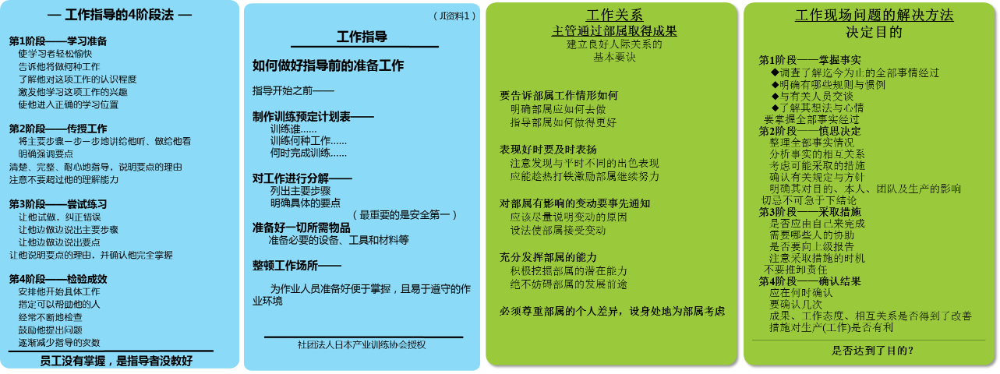 — 工作指导的4阶段法 —
第1阶段——学习准备
使学习者轻松愉快
告诉他将做何种工作
了解他对这项工作的认识程度
激发他学习这项工作的兴趣
使他进入正确的学习位置
第2阶段——传授工作
将主要步骤一步一步地讲给他听、做给他看
明确强调要点
清楚、完整、耐心地指导，说明要点的理由
注意不要超过他的理解能力
第3阶段——尝试练习
让他试做，纠正错误
让他边做边说出主要步骤
让他边做边说出要点
让他说明要点的理由，并确认他完全掌握
第4阶段——检验成效
安排他开始具体工作
指定可以帮助他的人
经常不断地检查
鼓励他提出问题
逐渐减少指导的次数
员工没有掌握，是指导者没教好
（JI资料1）
工作指导
如何做好指导前的准备工作
指导开始之前——
制作训练预定计划表——
训练谁……
训练何种工作……
何时完成训练……
对工作进行分解——
列出主要步骤
明确具体的要点
（最重要的是安全第一）
准备好一切所需物品
准备必要的设备、工具和材料等
整顿工作场所——
为作业人员准备好便于掌握，且易于遵守的作
业环境
社团法人日本产业训练协会授权
工作关系
主管通过部属取得成果
建立良好人际关系的
基本要诀
要告诉部属工作情形如何
明确部属应如何去做
指导部属如何做得更好
表现好时要及时表扬
注意发现与平时不同的出色表现
应能趁热打铁激励部属继续努力
对部属有影响的变动要事先通知
应该尽量说明变动的原因
设法使部属接受变动
充分发挥部属的能力
积极挖掘部属的潜在能力
绝不妨碍部属的发展前途
必须尊重部属的个人差异，设身处地为部属考虑
工作现场问题的解决方法
决定目的
第1阶段——掌握事实
◆调查了解迄今为止的全部事情经过
◆明确有哪些规则与惯例
◆与有关人员交谈
◆了解其想法与心情
要掌握全部事实经过
第2阶段——慎思决定
整理全部事实情况
分析事实的相互关系
考虑可能采取的措施
确认有关规定与方针
明确其对目的、本人、团队及生产的影响
切忌不可急于下结论
第3阶段——采取措施
是否应由自己来完成
需要哪些人的协助
是否要向上级报告
注意采取措施的时机
不要推卸责任
第4阶段——确认结果
应在何时确认
要确认几次
成果、工作态度、相互关系是否得到了改善
措施对生产(工作)是否有利
是否达到了目的?